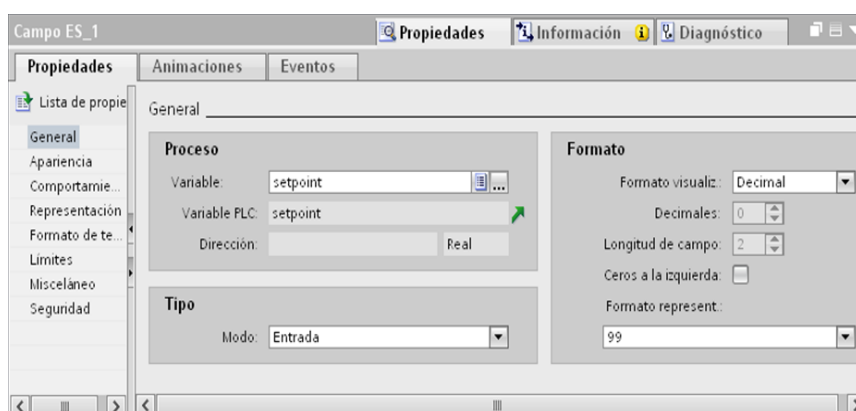 Campo ES_1
Propiedades
Información
Diagnóstico
Propiedades
Animaciones
Eventos
Lista de propie
General
Apariencia
Comportamie...
Representación
Formato de te...
Límites
Misceláneo
Seguridad
General
Proceso
Variable: setpoint
...
Variable PLC: setpoint
Dirección: Real
Tipo
Modo: Entrada
Formato
Formato visualiz.: Decimal
Decimales: 0
Longitud de campo: 2
Ceros a la izquierda:
Formato represent.:
99